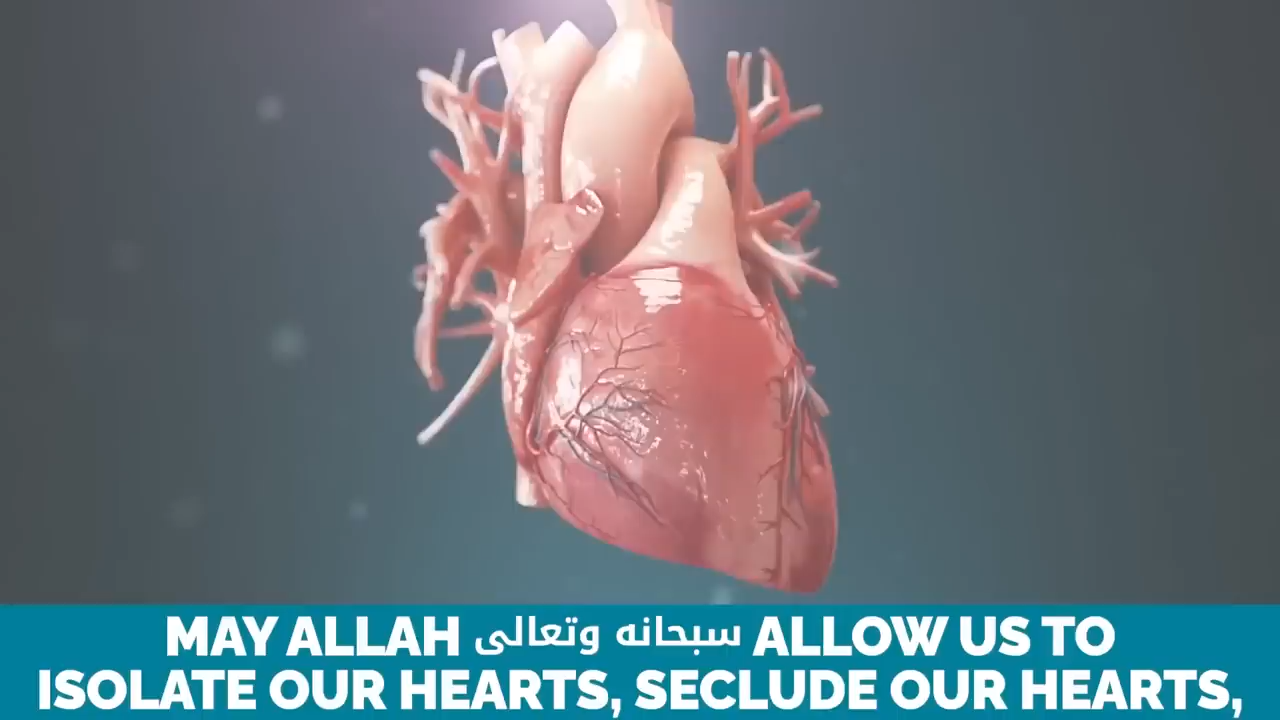 MAY ALLAH سبحانه وتعالى ALLOW US TO
ISOLATE OUR HEARTS, SECLUDE OUR HEARTS,